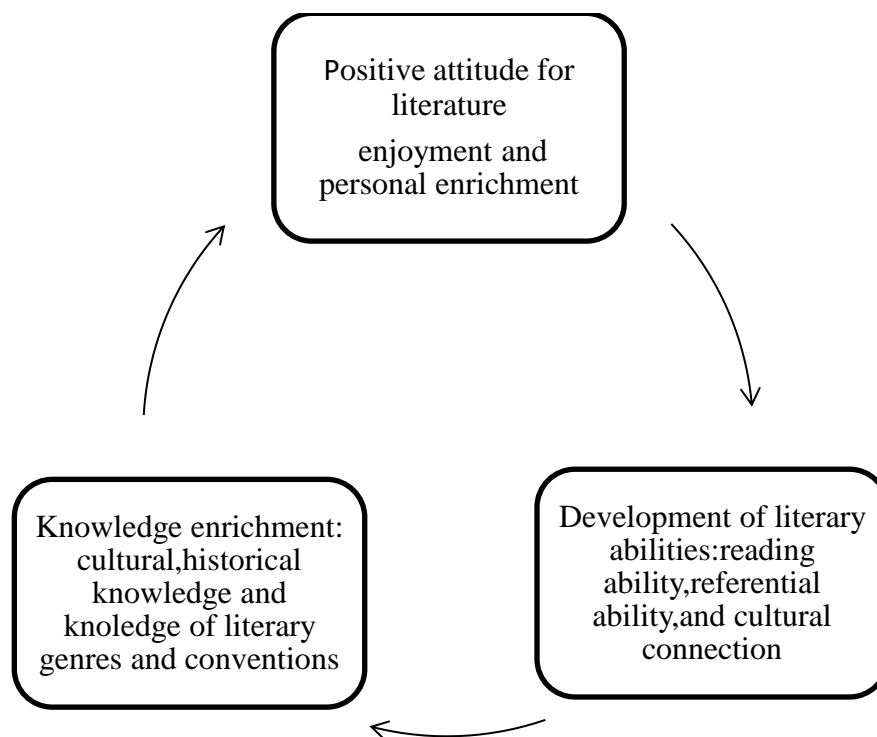 Positive attitude for
literature
enjoyment and
personal enrichment
Development of literary
abilities:reading
ability,referential
ability,and cultural
connection
Knowledge enrichment:
cultural,historical
knowledge and
knoledge of literary
genres and conventions